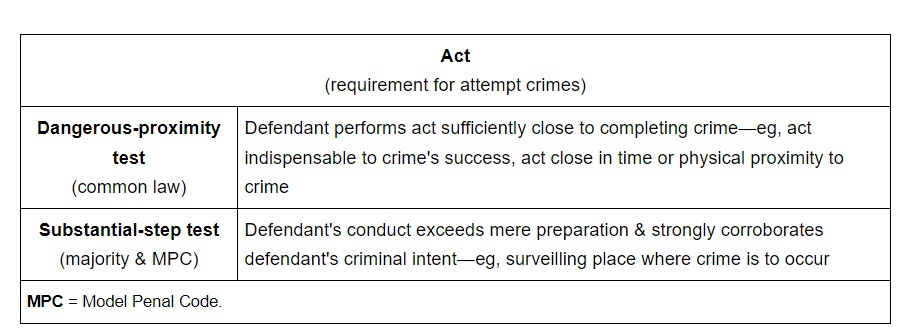 Act
(requirement for attempt crimes)
Dangerous-proximity
test
(common law)
Defendant performs act sufficiently close to completing crime—eg, act
indispensable to crime's success, act close in time or physical proximity to
crime
Substantial-step test
(majority & MPC)
Defendant's conduct exceeds mere preparation & strongly corroborates
defendant's criminal intent—eg, surveilling place where crime is to occur
MPC = Model Penal Code.